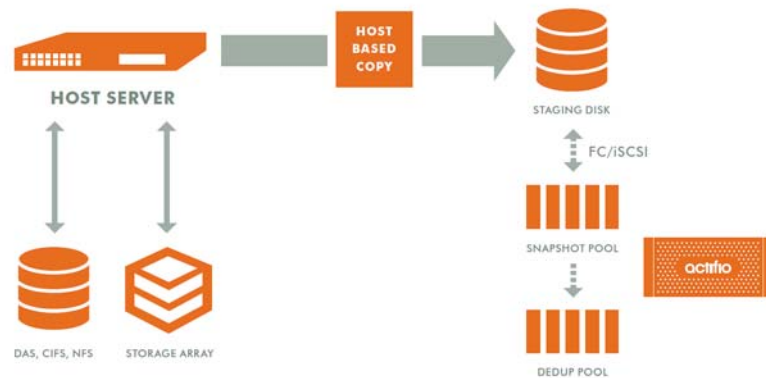 HOST
BASED
COPY
HOST SERVER
STAGING DISK
FC/iSCSI
SNAPSHOT POOL
actifio
DAS, CIFS, NFS
STORAGE ARRAY
DEDUP POOL